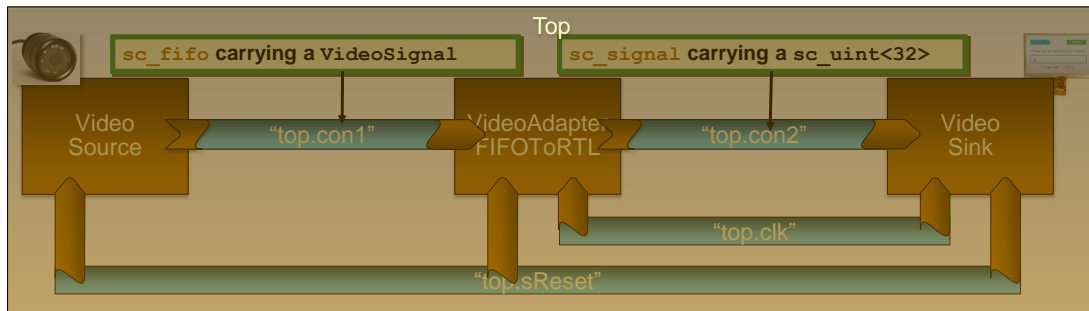 Top
sc_fifo carrying a VideoSignal
sc_signal carrying a sc_uint<32>
Video
Source
“top.con1”
VideoAdapter
FIFOToRTL
“top.con2”
Video
Sink
“top.clk”
“top.sReset”